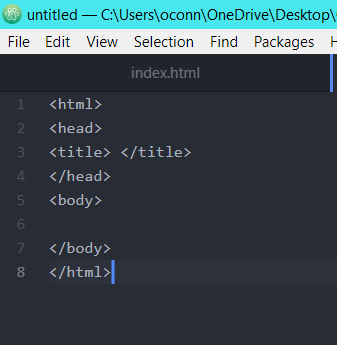 untitled — C:\Users\oconn\OneDrive\Desktop\
File Edit View Selection Find Packages
index.html
1 <html>
2 <head>
3 <title> </title>
4 </head>
5 <body>
6
7 </body>
8 </html>